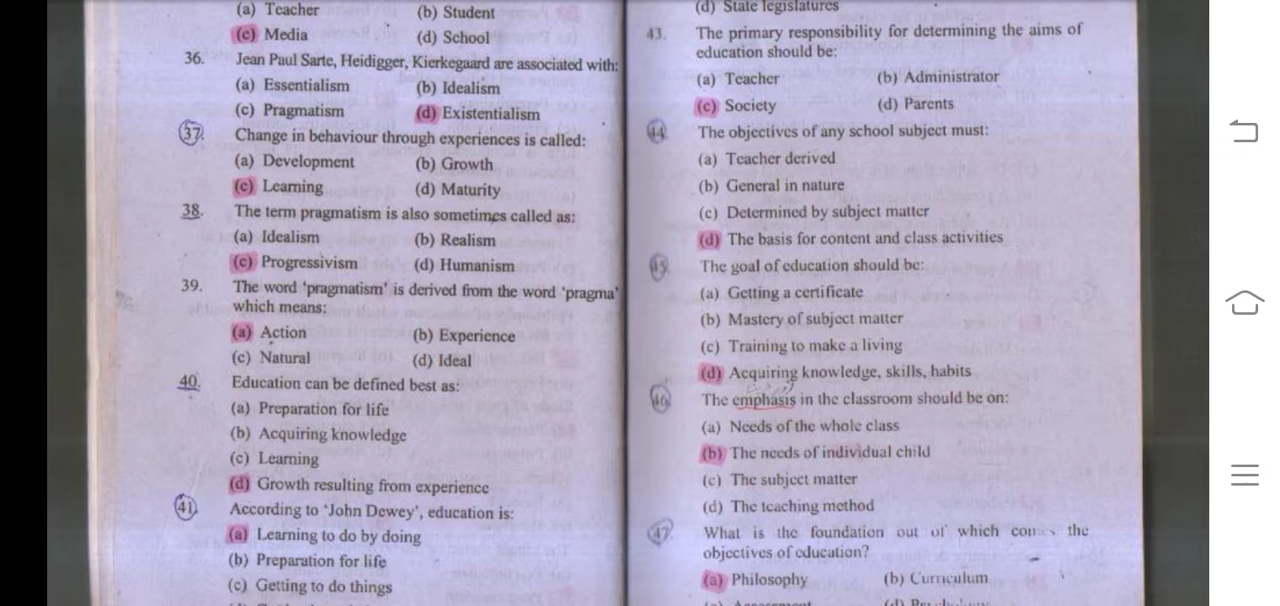 (a) Teacher
(b) Student
(c) Media
(d) School
36. Jean Paul Sarte, Heidigger, Kierkegaard are associated with:
(a) Essentialism
(b) Idealism
(c) Pragmatism
(d) Existentialism
37. Change in behaviour through experiences is called:
(a) Development
(b) Growth
(c) Learning
(d) Maturity
38. The term pragmatism is also sometimes called as:
(a) Idealism
(b) Realism
(c) Progressivism
(d) Humanism
39. The word 'pragmatism' is derived from the word 'pragma'
which means:
(a) Action
(b) Experience
(c) Natural
(d) Ideal
40. Education can be defined best as:
(a) Preparation for life
(b) Acquiring knowledge
(c) Learning
(d) Growth resulting from experience
41. According to 'John Dewey', education is:
(a) Learning to do by doing
(b) Preparation for life
(c) Getting to do things
(d) State legislatures
43. The primary responsibility for determining the aims of
education should be:
(a) Teacher
(b) Administrator
(c) Society
(d) Parents
44. The objectives of any school subject must:
(a) Teacher derived
(b) General in nature
(c) Determined by subject matter
(d) The basis for content and class activities
45. The goal of education should be:
(a) Getting a certificate
(b) Mastery of subject matter
(c) Training to make a living
(d) Acquiring knowledge, skills, habits
46. The emphasis in the classroom should be on:
(a) Needs of the whole class
(b) The needs of individual child
(c) The subject matter
(d) The teaching method
47. What is the foundation out of which comes the
objectives of education?
(a) Philosophy
(b) Curriculum